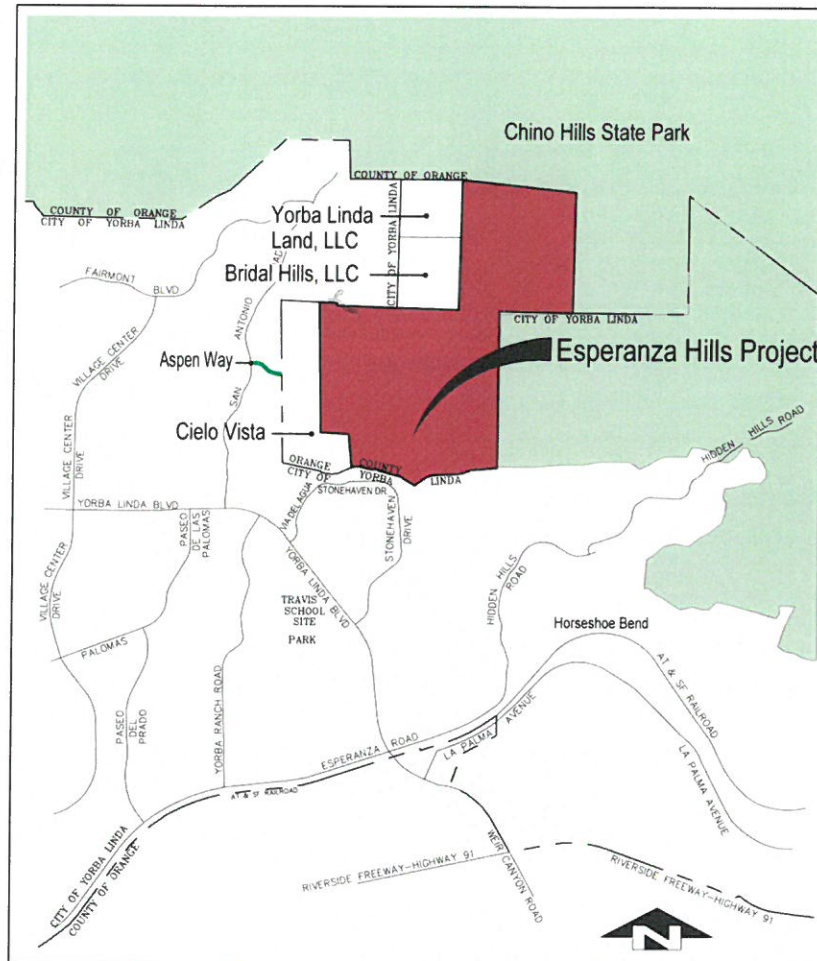 Chino Hills State Park
COUNTY OF ORANGE
COUNTY OF ORANGE
CITY OF YORBA LINDA
Yorba Linda
Land, LLC
CITY OF YORBA LINDA
Bridal Hills, LLC
FAIRMONT
BLVD
CITY OF YORBA LINDA
VILLAGE CENTER
DRIVE
SAN ANTONIO
Aspen Way
Esperanza Hills Project
Cielo Vista
HIDDEN HILLS ROAD
ORANGE COUNTY
CITY OF YORBA LINDA
STONEHAVEN DR
VIA DEL AGUA
STONEHAVEN
DRIVE
VILLAGE CENTER
DRIVE
YORBA LINDA BLVD
PASEO
DE LAS
PALOMAS
YORBA LINDA BLVD
HIDDEN HILLS
ROAD
VILLAGE CENTER
DRIVE
TRAVIS
SCHOOL
SITE
PARK
Horseshoe Bend
PALOMAS
AT & SF RAILROAD
PASEO
DEL
PRADO
YORBA RANCH ROAD
ESPERANZA ROAD
LA PALMA AVENUE
LA PALMA AVENUE
AT & SF RAILROAD
CITY OF YORBA LINDA
COUNTY OF ORANGE
WEIR CANYON ROAD
RIVERSIDE FREEWAY-HIGHWAY 91
RIVERSIDE FREEWAY-HIGHWAY 91
N